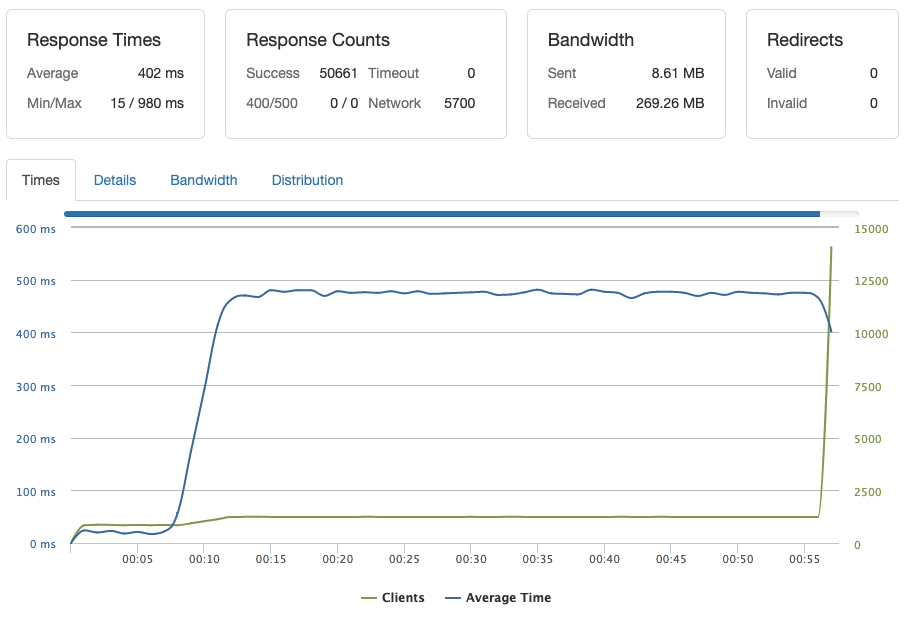 Response Times
Average 402 ms
Min/Max 15 / 980 ms
Response Counts
Success 50661 Timeout 0
400/500 0 / 0 Network 5700
Bandwidth
Sent 8.61 MB
Received 269.26 MB
Redirects
Valid 0
Invalid 0
Times Details Bandwidth Distribution
600 ms 15000
500 ms 12500
400 ms 10000
300 ms 7500
200 ms 5000
100 ms 2500
0 ms 0
00:05 00:10 00:15 00:20 00:25 00:30 00:35 00:40 00:45 00:50 00:55
Clients Average Time